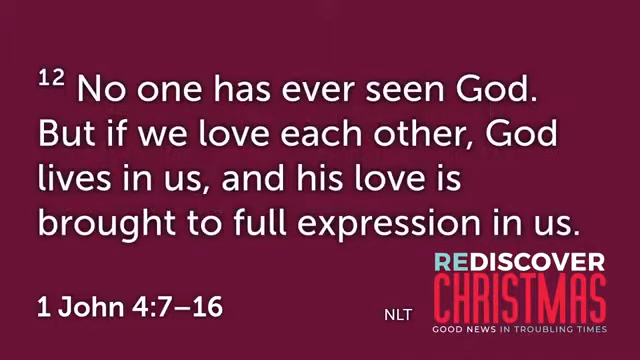 12 No one has ever seen God.
But if we love each other, God
lives in us, and his love is
brought to full expression in us.
1 John 4:7–16
NLT
REDISCOVER
CHRISTMAS
GOOD NEWS IN TROUBLING TIMES